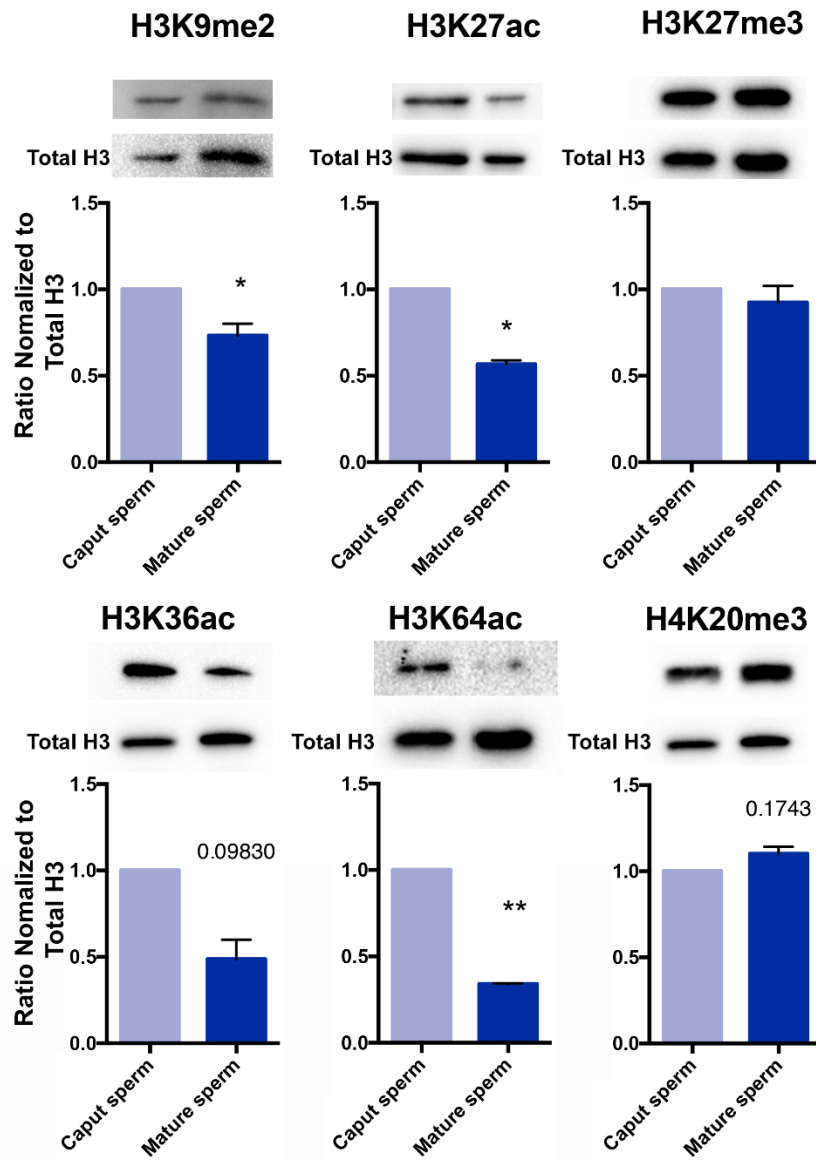 H3K9me2
H3K27ac
H3K27me3
Total H3
Total H3
Total H3
Ratio Normalized to
Total H3
1.5
1.0
0.5
0.0
*
Caput sperm
Mature sperm
1.5
1.0
0.5
0.0
*
Caput sperm
Mature sperm
1.5
1.0
0.5
0.0
Caput sperm
Mature sperm
H3K36ac
H3K64ac
H4K20me3
Total H3
Total H3
Total H3
Ratio Normalized to
Total H3
1.5
1.0
0.5
0.0
0.09830
Caput sperm
Mature sperm
1.5
1.0
0.5
0.0
**
Caput sperm
Mature sperm
1.5
1.0
0.5
0.0
0.1743
Caput sperm
Mature sperm